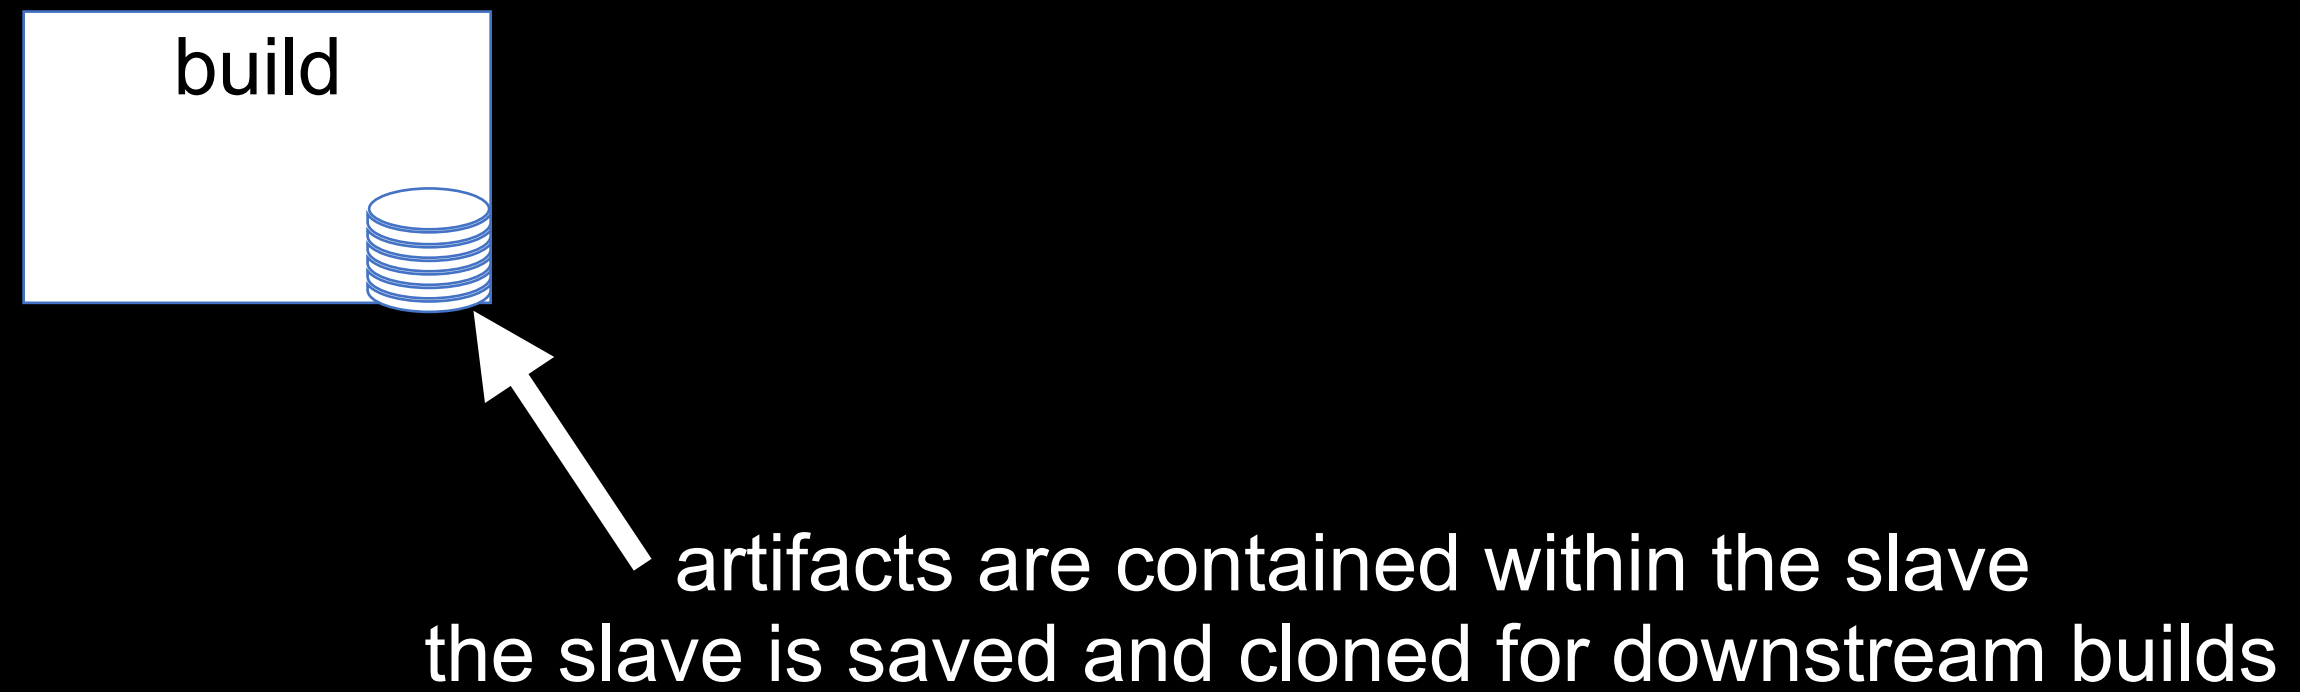 build
artifacts are contained within the slave
the slave is saved and cloned for downstream builds